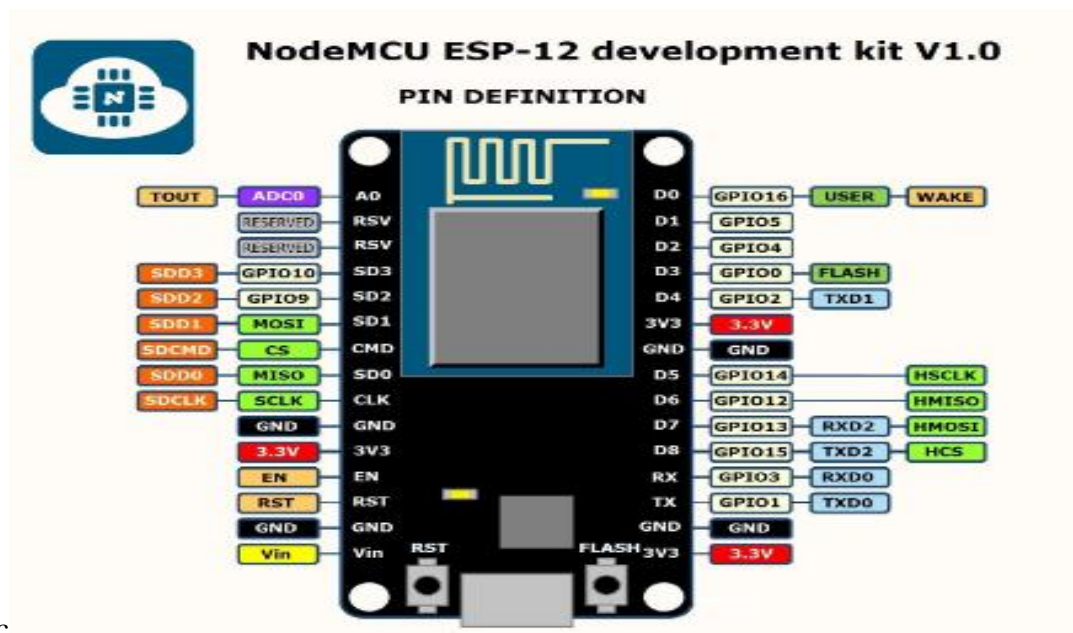 NodeMCU ESP-12 development kit V1.0
PIN DEFINITION
N
TOUT ADC0 A0 D0 GPIO16 USER WAKE
RESERVED RSV D1 GPIO5
RESERVED RSV D2 GPIO4
SDD3 GPIO10 SD3 D3 GPIO0 FLASH
SDD2 GPIO9 SD2 D4 GPIO2 TXD1
SDD1 MOSI SD1 3V3 3.3V
SDCMD CS CMD GND GND
SDD0 MISO SD0 D5 GPIO14 HSCLK
SDCLK SCLK CLK D6 GPIO12 HMISO
GND GND D7 GPIO13 RXD2 HMOSI
3.3V 3V3 D8 GPIO15 TXD2 HCS
EN EN RX GPIO3 RXD0
RST RST TX GPIO1 TXD0
GND GND GND GND
Vin Vin RST FLASH 3V3 3.3V